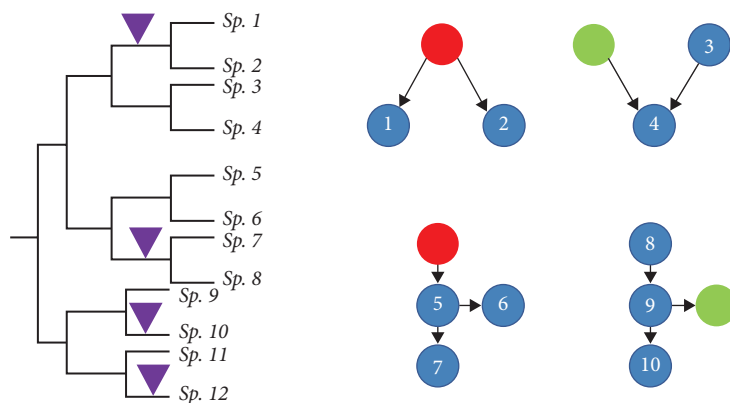 Sp. 1
Sp. 2
Sp. 3
Sp. 4
Sp. 5
Sp. 6
Sp. 7
Sp. 8
Sp. 9
Sp. 10
Sp. 11
Sp. 12
3
1
2
4
8
5
6
9
7
10